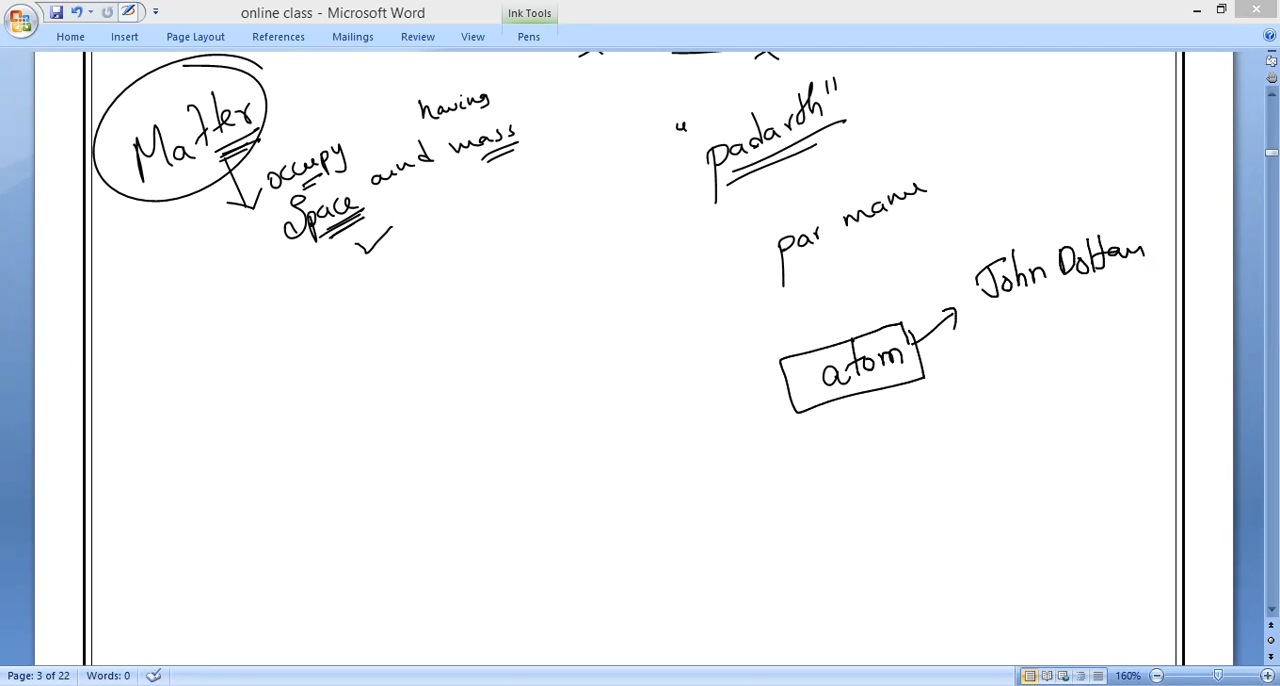 online class - Microsoft Word
Ink Tools
Home Insert Page Layout References Mailings Review View Pens
Matter
occupy
Space and having mass
"padarth"
par manu
John Doltan
atom"
Page: 3 of 22 Words: 0 160%